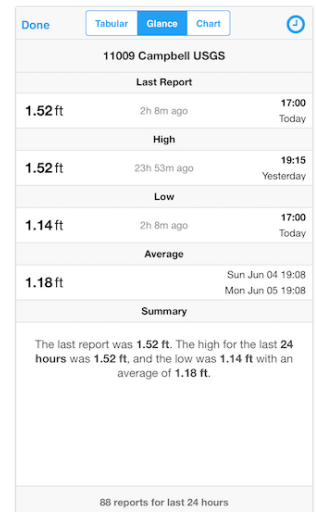 Done Tabular Glance Chart
11009 Campbell USGS
Last Report
1.52 ft 2h 8m ago 17:00
Today
High
1.52 ft 23h 53m ago 19:15
Yesterday
Low
1.14 ft 2h 8m ago 17:00
Today
Average
1.18 ft Sun Jun 04 19:08
Mon Jun 05 19:08
Summary
The last report was 1.52 ft. The high for the last 24
hours was 1.52 ft, and the low was 1.14 ft with an
average of 1.18 ft.
88 reports for last 24 hours